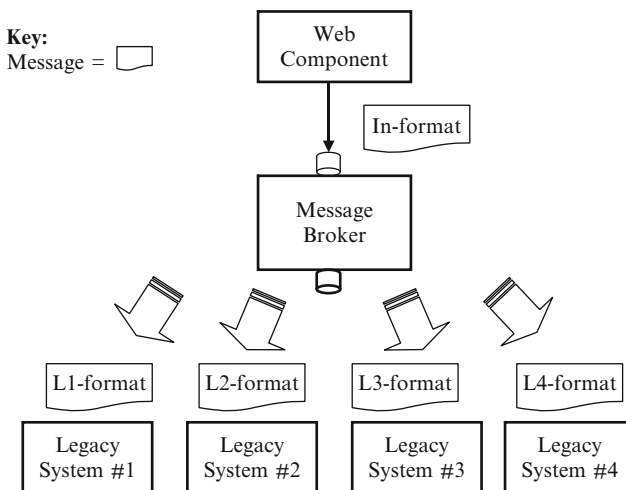 Key:
Message =
Web
Component
In-format
Message
Broker
L1-format
L2-format
L3-format
L4-format
Legacy
System #1
Legacy
System #2
Legacy
System #3
Legacy
System #4